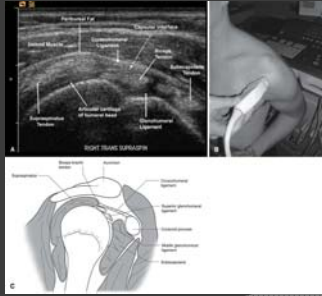 Peribursal Fat
Capsular Interface
Coracohumeral
Ligament
Deltoid Muscle
Biceps
Tendon
Subscapularis
Tendon
Supraspinatus
Tendon
Articular cartilage
of humeral head
Glenohumeral
Ligament
RIGHT TRANS SUPRASPIN
A
B
Biceps brachii
tendon
Acromion
Supraspinatus
Coracohumeral
ligament
Superior glenohumeral
ligament
Coracoid process
Middle glenohumeral
ligament
Subscapularis
C